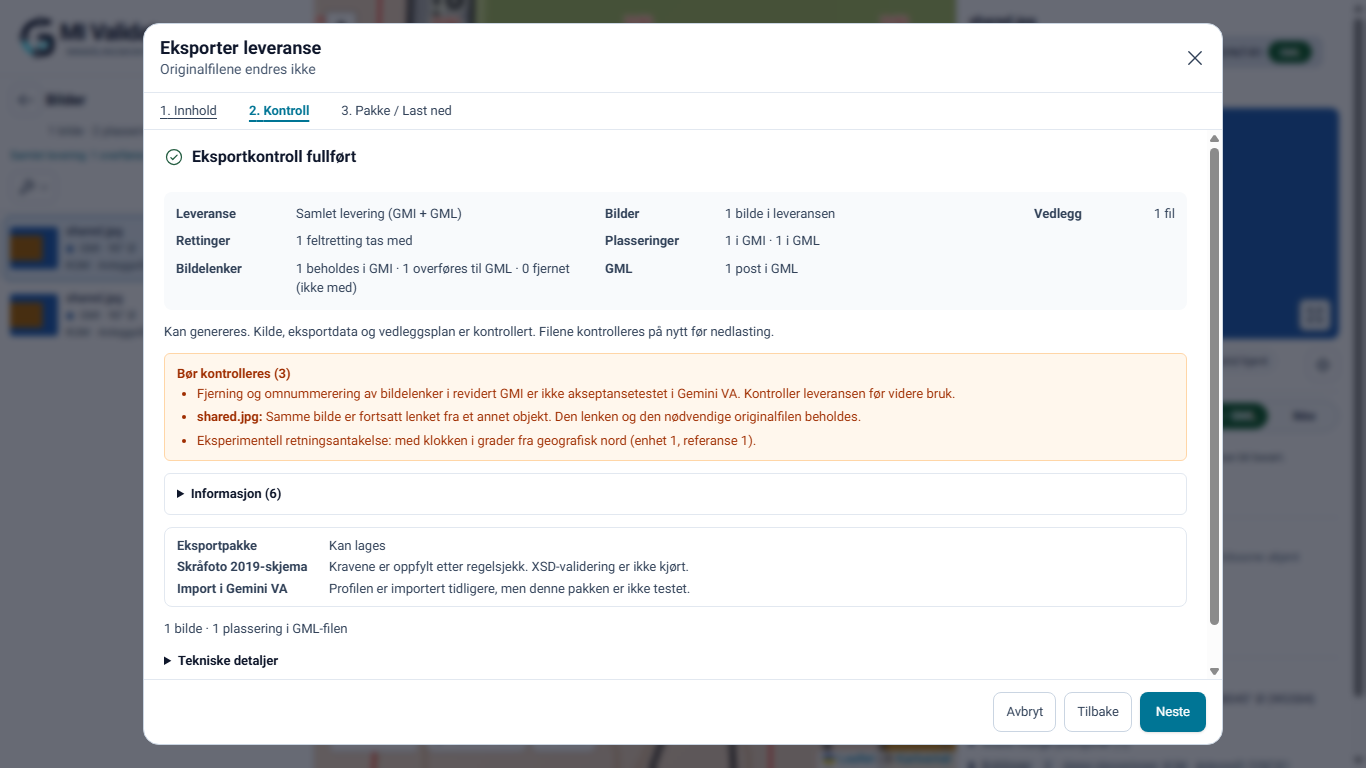 Eksporter leveranse
Originalfilene endres ikke
1. Innhold 2. Kontroll 3. Pakke / Last ned
Eksportkontroll fullført
Leveranse Samlet levering (GMI + GML) Bilder 1 bilde i leveransen Vedlegg 1 fil
Rettinger 1 feltretting tas med Plasseringer 1 i GMI · 1 i GML
Bildelenker 1 beholdes i GMI · 1 overføres til GML · 0 fjernet GML 1 post i GML
(ikke med)
Kan genereres. Kilde, eksportdata og vedleggsplan er kontrollert. Filene kontrolleres på nytt før nedlasting.
Bør kontrolleres (3)
• Fjerning og omnummerering av bildelenker i revidert GMI er ikke akseptansetestet i Gemini VA. Kontroller leveransen før videre bruk.
• shared.jpg: Samme bilde er fortsatt lenket fra et annet objekt. Den lenken og den nødvendige originalfilen beholdes.
• Eksperimentell retningsantakelse: med klokken i grader fra geografisk nord (enhet 1, referanse 1).
Informasjon (6)
Eksportpakke Kan lages
Skråfoto 2019-skjema Kravene er oppfylt etter regelsjekk. XSD-validering er ikke kjørt.
Import i Gemini VA Profilen er importert tidligere, men denne pakken er ikke testet.
1 bilde · 1 plassering i GML-filen
Tekniske detaljer
Avbryt Tilbake Neste
Bilder
shared.jpg
shared.jpg